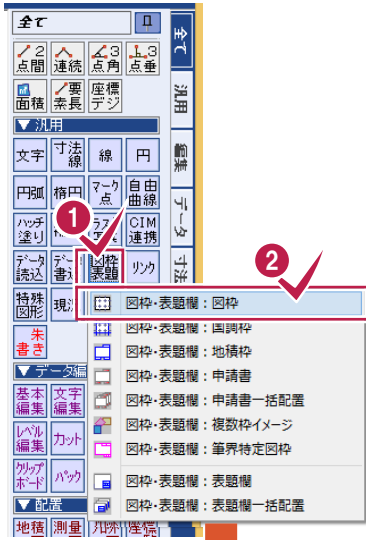 全て
2点間
連続
3点角
3点垂
面積
要素長
座標デジ
▼汎用
文字
寸法線
線
円
円弧
楕円
マーク点
自由曲線
ハッチ塗り
CIM連携
データ読込
図枠表題
リンク
特殊図形
朱書き
1
2
図枠・表題欄：図枠
図枠・表題欄：国調枠
図枠・表題欄：地積枠
図枠・表題欄：申請書
図枠・表題欄：申請書一括配置
図枠・表題欄：複数枠イメージ
図枠・表題欄：筆界特定図枠
図枠・表題欄：表題欄
図枠・表題欄：表題欄一括配置
▼データ編
基本編集
文字編集
レベル編集
カット
クリップボード
パック
▼配置
地積
測量
座標
全て
汎用
編集
データ
寸法